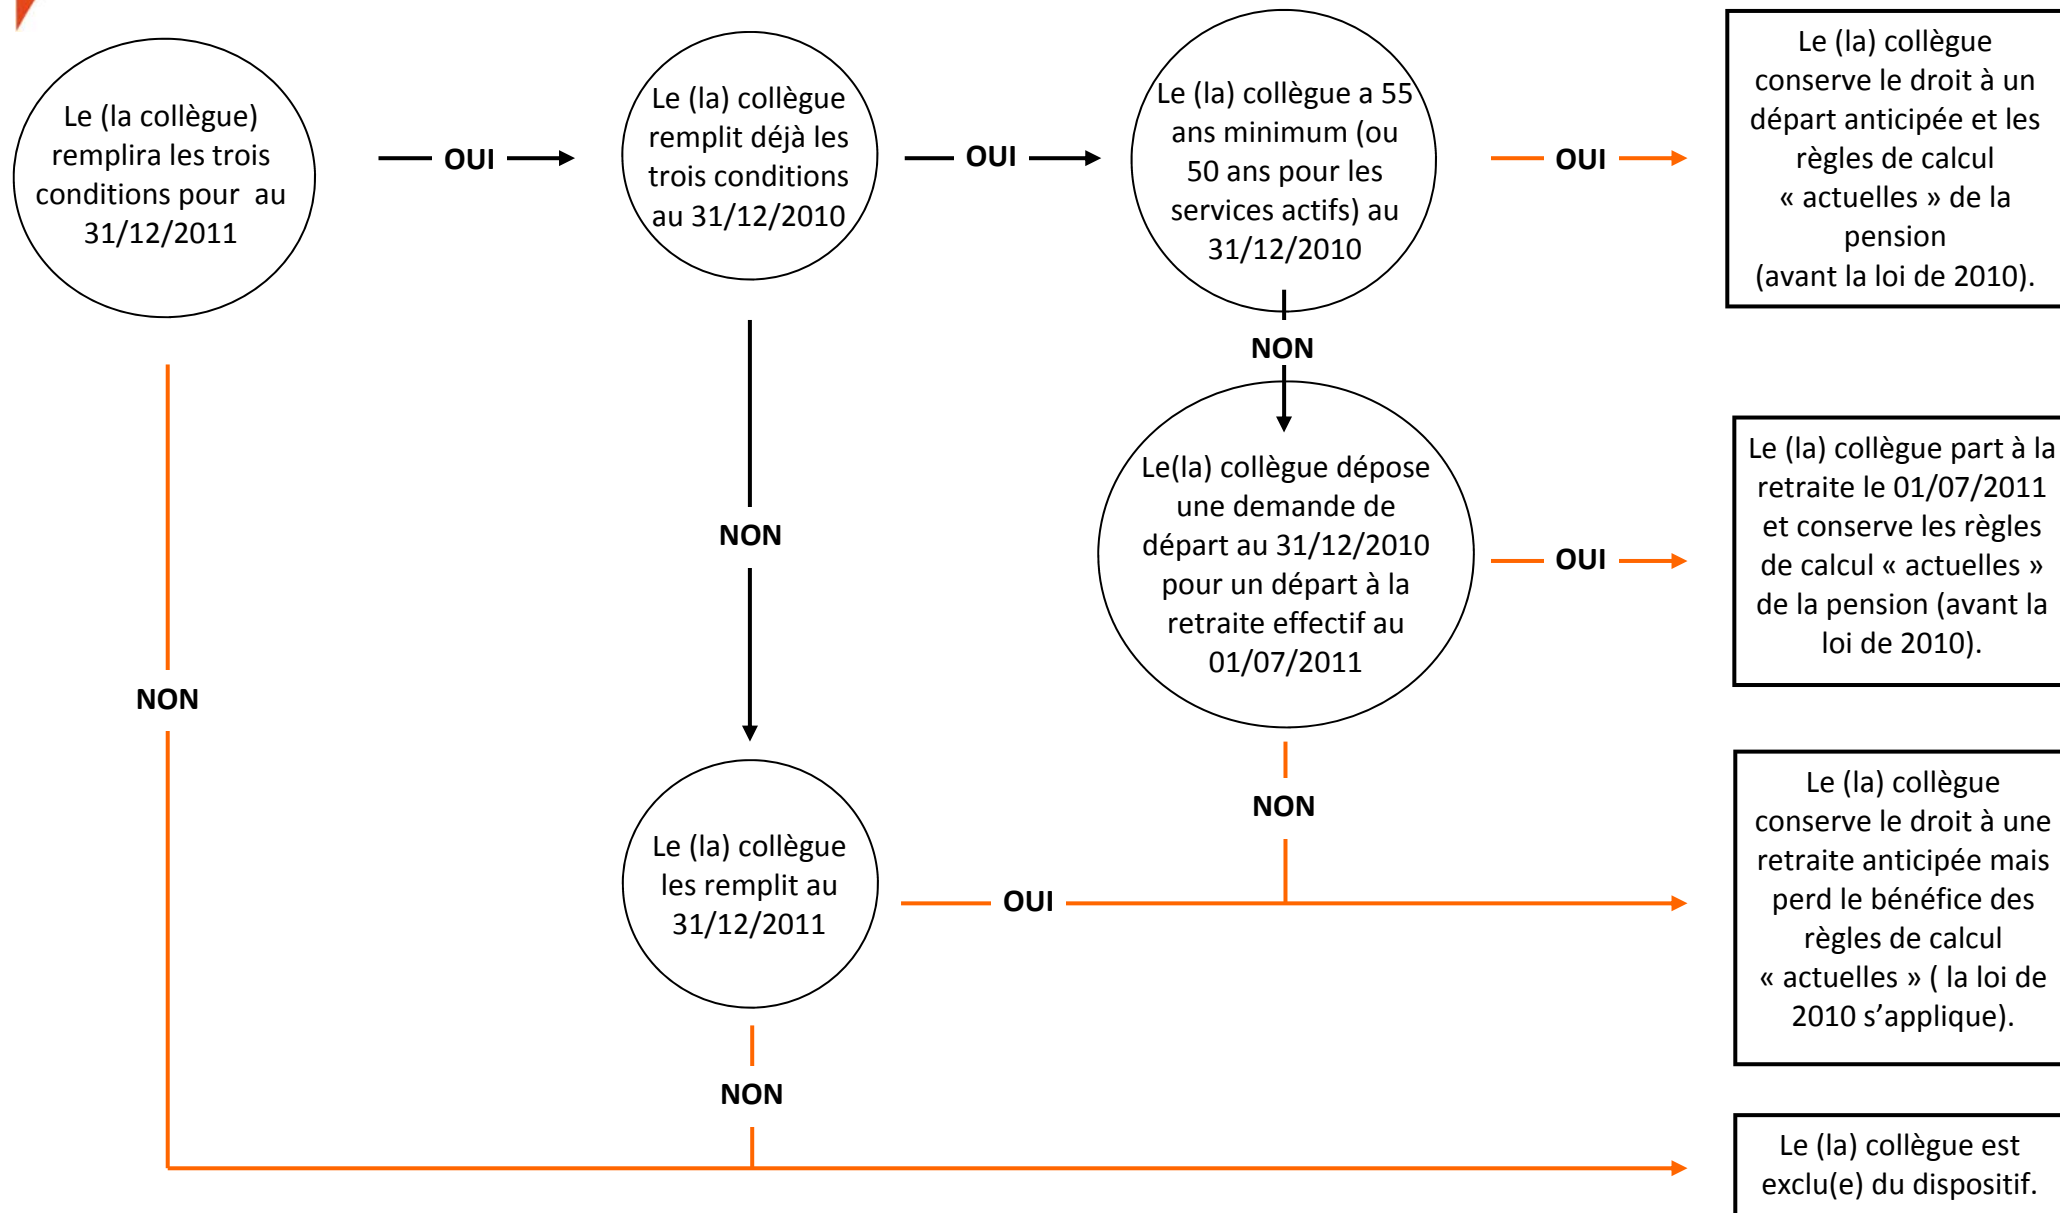 Le (la collègue)
remplira les trois
conditions pour  au
31/12/2011
OUI
Le (la) collègue
remplit déjà les
trois conditions
au 31/12/2010
OUI
Le (la) collègue a 55
ans minimum (ou
50 ans pour les
services actifs) au
31/12/2010
OUI
Le (la) collègue
conserve le droit à un
départ anticipée et les
règles de calcul
« actuelles » de la
pension
(avant la loi de 2010).
NON
Le(la) collègue dépose
une demande de
départ au 31/12/2010
pour un départ à la
retraite effectif au
01/07/2011
OUI
Le (la) collègue part à la
retraite le 01/07/2011
et conserve les règles
de calcul « actuelles »
de la pension (avant la
loi de 2010).
NON
NON
NON
Le (la) collègue
les remplit au
31/12/2011
OUI
Le (la) collègue
conserve le droit à une
retraite anticipée mais
perd le bénéfice des
règles de calcul
« actuelles » ( la loi de
2010 s’applique).
NON
Le (la) collègue est
exclu(e) du dispositif.